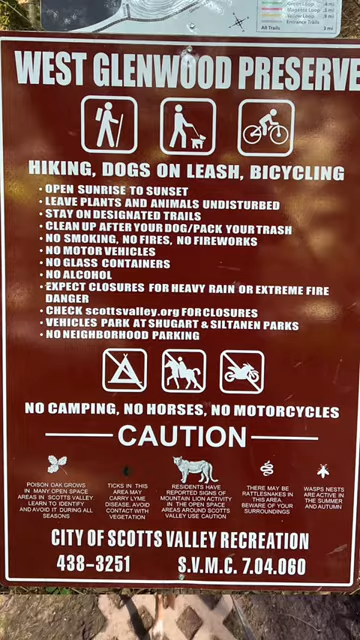 WEST GLENWOOD PRESERVE
HIKING, DOGS ON LEASH, BICYCLING
• OPEN SUNRISE TO SUNSET
• LEAVE PLANTS AND ANIMALS UNDISTURBED
• STAY ON DESIGNATED TRAILS
• CLEAN UP AFTER YOUR DOG/PACK YOUR TRASH
• NO SMOKING, NO FIRES, NO FIREWORKS
• NO MOTOR VEHICLES
• NO GLASS CONTAINERS
• NO ALCOHOL
• EXPECT CLOSURES FOR HEAVY RAIN OR EXTREME FIRE
DANGER
• CHECK scottsvalley.org FOR CLOSURES
• VEHICLES PARK AT SHUGART & SILTANEN PARKS
• NO NEIGHBORHOOD PARKING
NO CAMPING, NO HORSES, NO MOTORCYCLES
CAUTION
POISON OAK GROWS
IN MANY OPEN SPACE
AREAS IN SCOTTS VALLEY
LEARN TO IDENTIFY
AND AVOID IT DURING ALL
SEASONS
TICKS IN THIS
AREA MAY
CARRY LYME
DISEASE. AVOID
CONTACT WITH
VEGETATION
RESIDENTS HAVE
REPORTED SIGNS OF
MOUNTAIN LION ACTIVITY
IN THE OPEN SPACE
AREAS AROUND SCOTTS
VALLEY USE CAUTION
THERE MAY BE
RATTLESNAKES IN
THIS AREA.
BEWARE OF YOUR
SURROUNDINGS
WASPS NESTS
ARE ACTIVE IN
THE SUMMER
AND AUTUMN
CITY OF SCOTTS VALLEY RECREATION
438-3251 S.V.M.C. 7.04.060